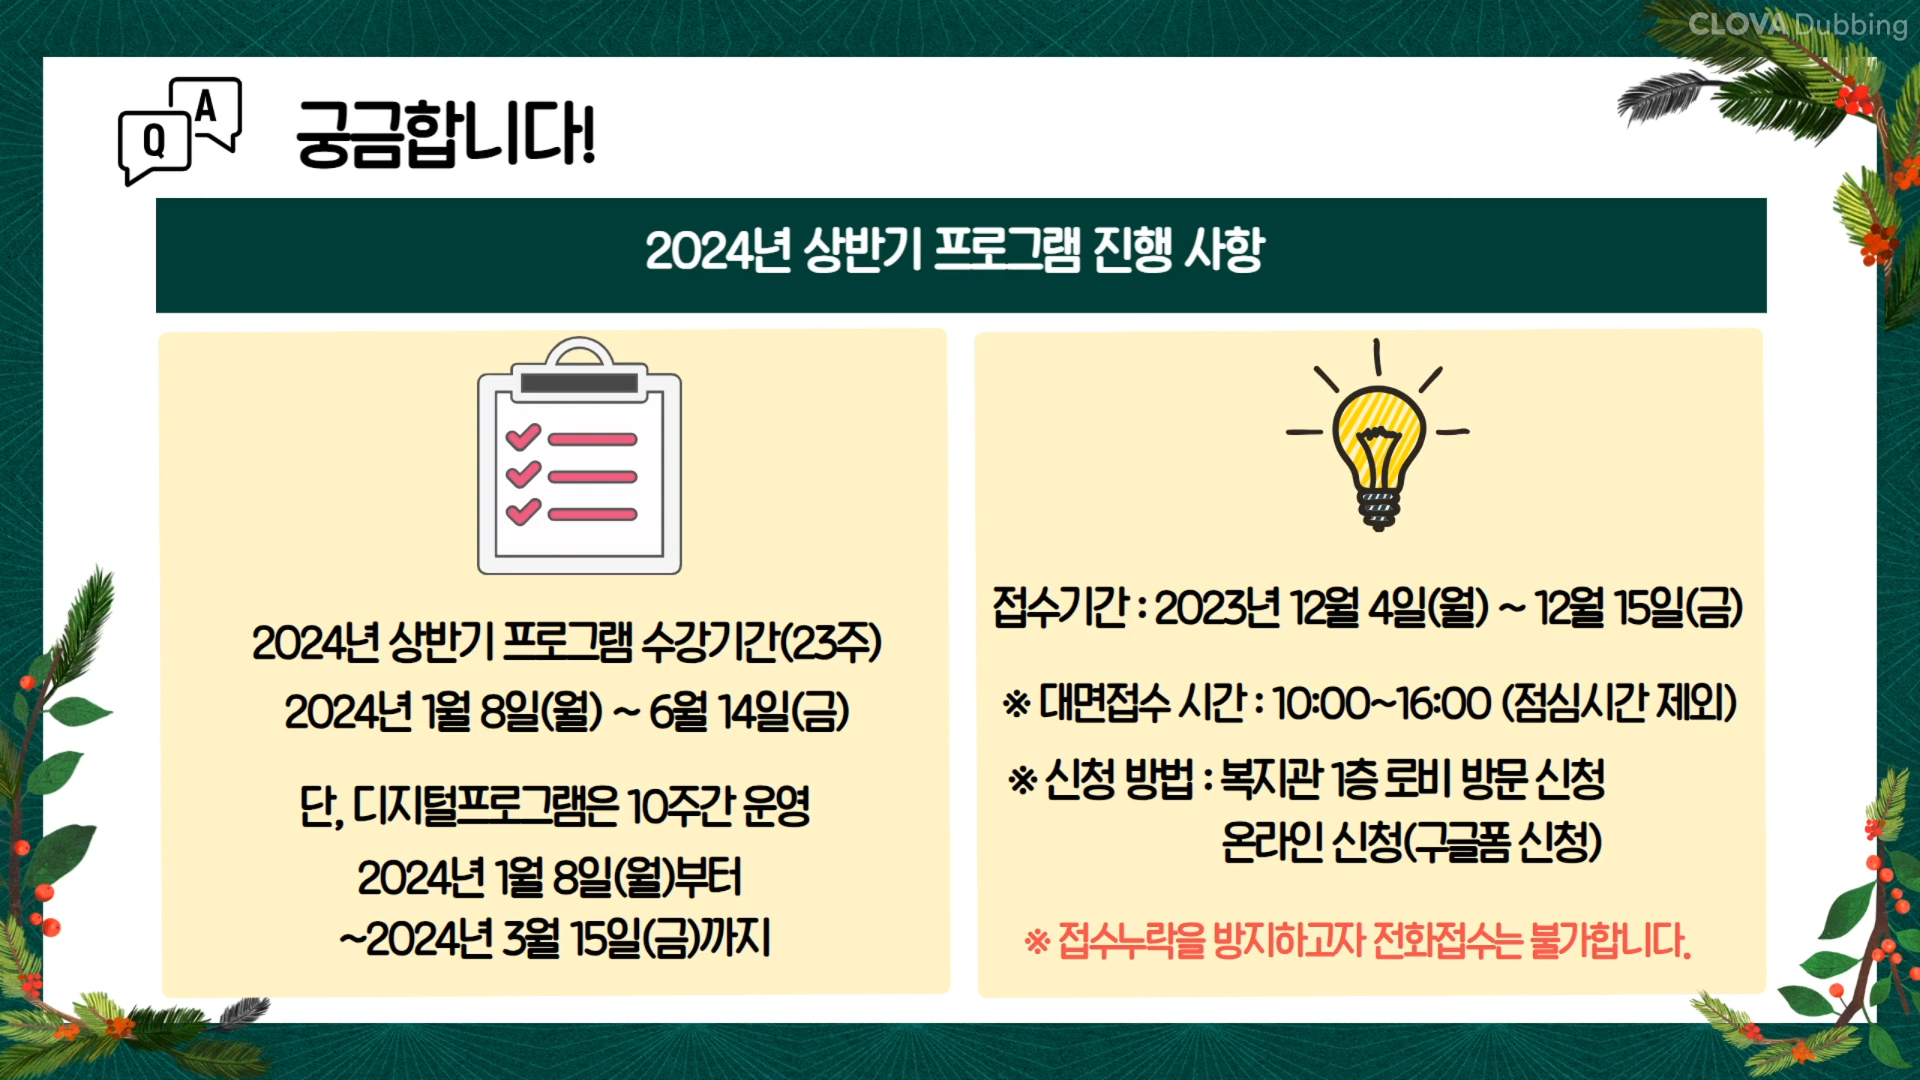 CLOVA Dubbing
Q
A
궁금합니다!
2024년 상반기 프로그램 진행 사항
2024년 상반기 프로그램 수강기간(23주)
2024년 1월 8일(월) ~ 6월 14일(금)
단, 디지털프로그램은 10주간 운영
2024년 1월 8일(월)부터
~2024년 3월 15일(금)까지
접수기간 : 2023년 12월 4일(월) ~ 12월 15일(금)
※ 대면접수 시간 : 10:00~16:00 (점심시간 제외)
※ 신청 방법 : 복지관 1층 로비 방문 신청
온라인 신청(구글폼 신청)
※ 접수누락을 방지하고자 전화접수는 불가합니다.